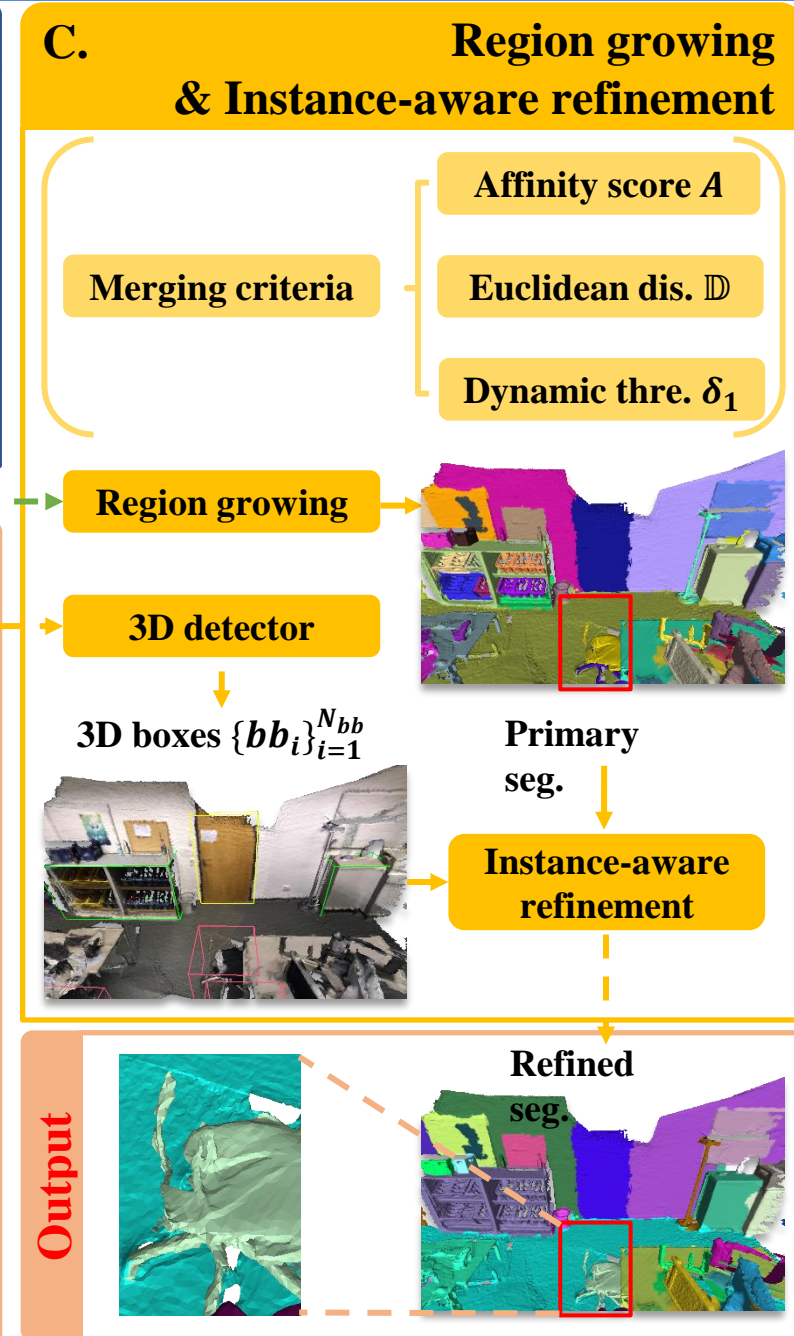 C.
Region growing
& Instance-aware refinement
Affinity score A
Merging criteria
Euclidean dis. 𝔻
Dynamic thre. δ₁
Region growing
3D detector
3D boxes {bbᵢ}ᵢ₌₁^N_bb
Primary
seg.
Instance-aware
refinement
Output
Refined
seg.